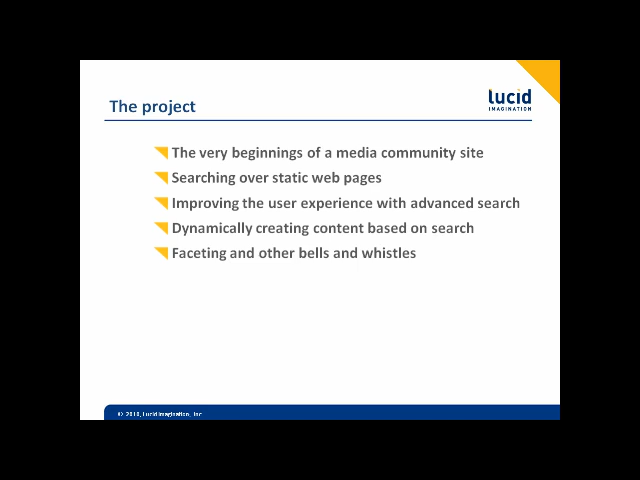 lucid
IMAGINATION
The project
The very beginnings of a media community site
Searching over static web pages
Improving the user experience with advanced search
Dynamically creating content based on search
Faceting and other bells and whistles
© 2010, Lucid Imagination, Inc